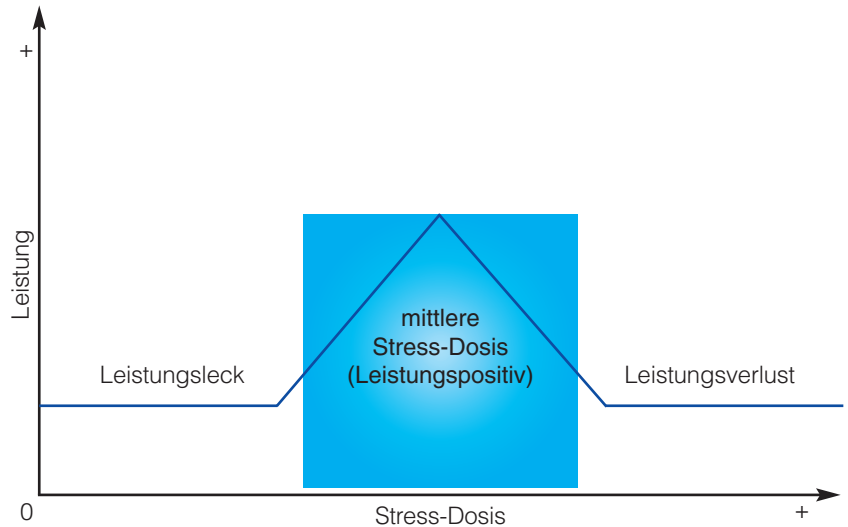 +
Leistung
mittlere
Stress-Dosis
(Leistungspositiv)
Leistungsleck
Leistungsverlust
0
Stress-Dosis
+